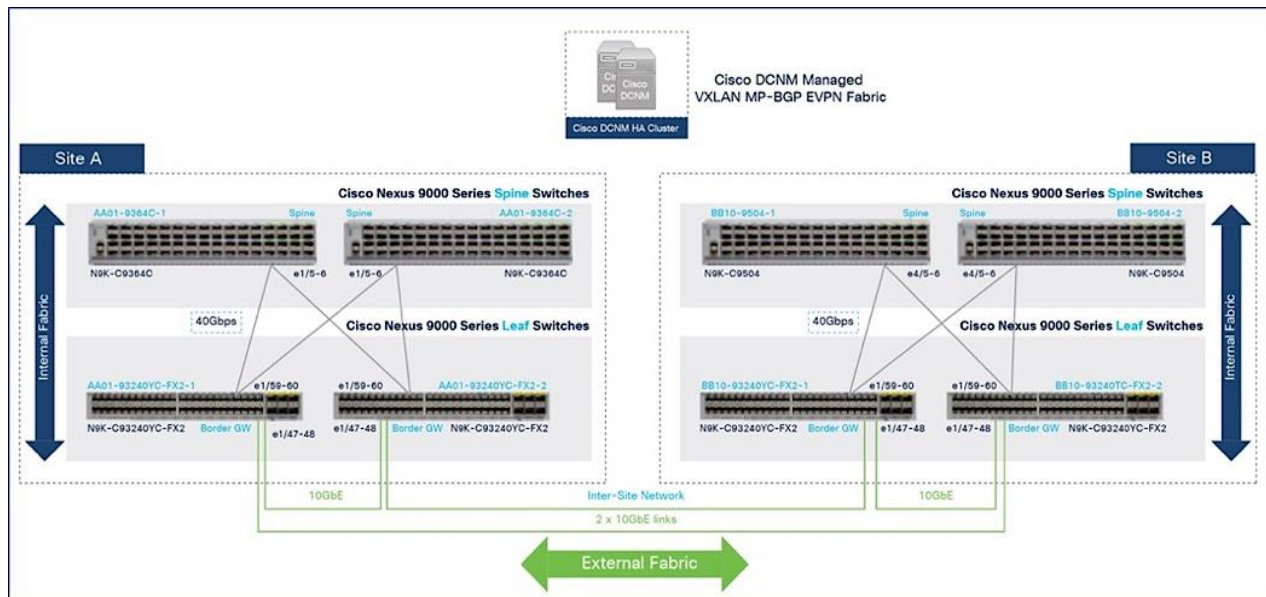 Ci
Ci
DC
Cisco
DCNM
Cisco DCNM HA Cluster
Cisco DCNM Managed
VXLAN MP-BGP EVPN Fabric
Site A
Internal Fabric
Cisco Nexus 9000 Series Spine Switches
AA01-9364C-1
Spine
Spine
AA01-9364C-2
N9K-C9364C
e1/5-6
e1/5-6
N9K-C9364C
40Gbps
Cisco Nexus 9000 Series Leaf Switches
AA01-93240YC-FX2-1
e1/59-60
e1/59-60
AA01-93240YC-FX2-2
N9K-C93240YC-FX2
Border GW
e1/47-48
e1/47-48
Border GW
N9K-C93240YC-FX2
Site B
Cisco Nexus 9000 Series Spine Switches
BB10-9504-1
Spine
Spine
BB10-9504-2
N9K-C9504
e4/5-6
e4/5-6
N9K-C9504
40Gbps
Cisco Nexus 9000 Series Leaf Switches
BB10-93240YC-FX2-1
e1/59-60
e1/59-60
BB10-93240TC-FX2-2
N9K-C93240YC-FX2
Border GW
e1/47-48
e1/47-48
Border GW
N9K-C93240YC-FX2
Internal Fabric
10GbE
Inter-Site Network
10GbE
2 x 10GbE links
External Fabric